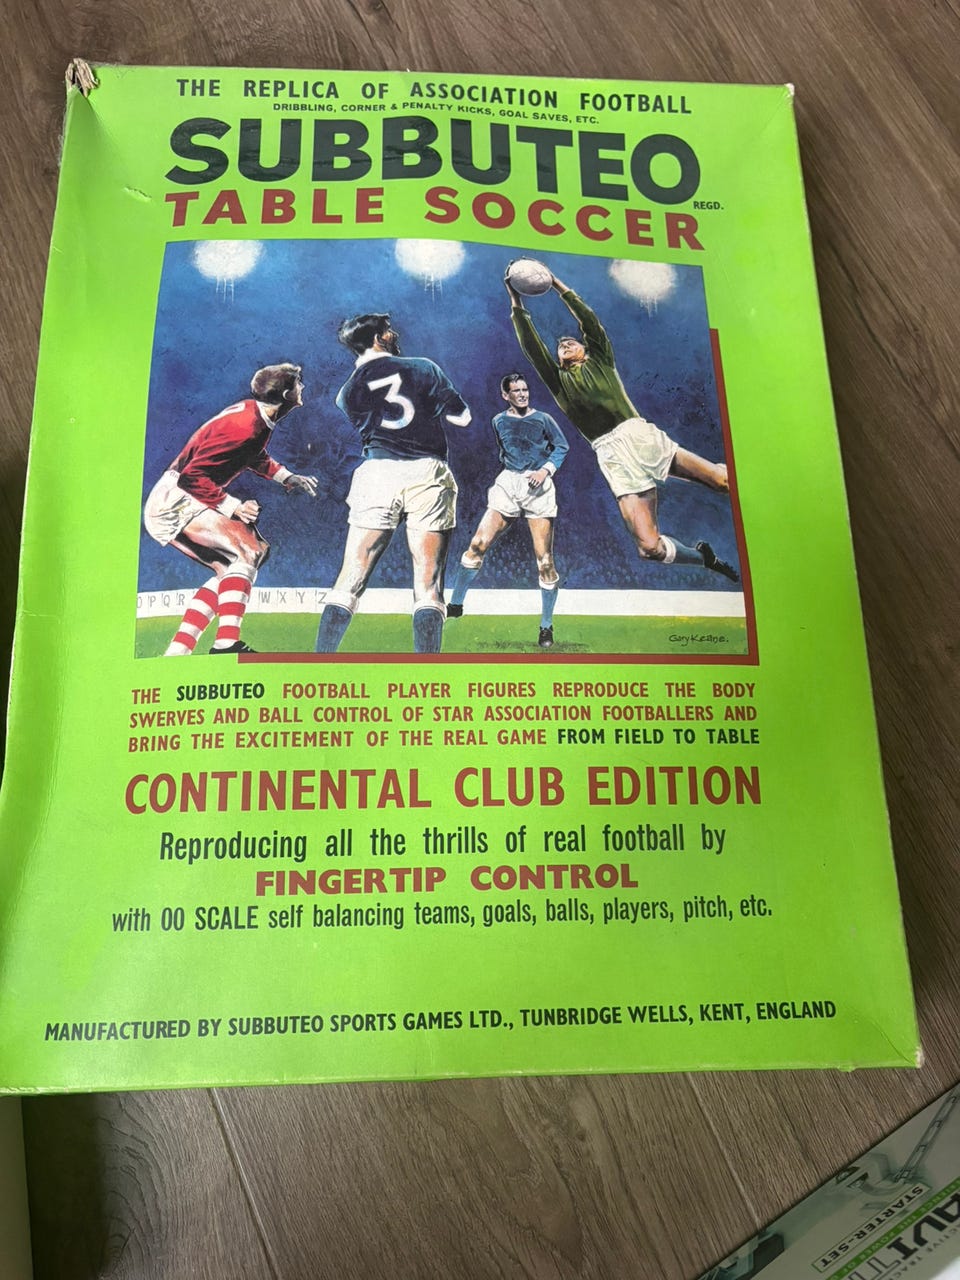 THE REPLICA OF ASSOCIATION FOOTBALL
DRIBBLING, CORNER & PENALTY KICKS, GOAL SAVES, ETC.
SUBBUTEO
REGD.
TABLE SOCCER
3
O P Q R W X Y Z
Gary Keane.
THE SUBBUTEO FOOTBALL PLAYER FIGURES REPRODUCE THE BODY
SWERVES AND BALL CONTROL OF STAR ASSOCIATION FOOTBALLERS AND
BRING THE EXCITEMENT OF THE REAL GAME FROM FIELD TO TABLE
CONTINENTAL CLUB EDITION
Reproducing all the thrills of real football by
FINGERTIP CONTROL
with 00 SCALE self balancing teams, goals, balls, players, pitch, etc.
MANUFACTURED BY SUBBUTEO SPORTS GAMES LTD., TUNBRIDGE WELLS, KENT, ENGLAND
STARTER-SET
THE POWER OF